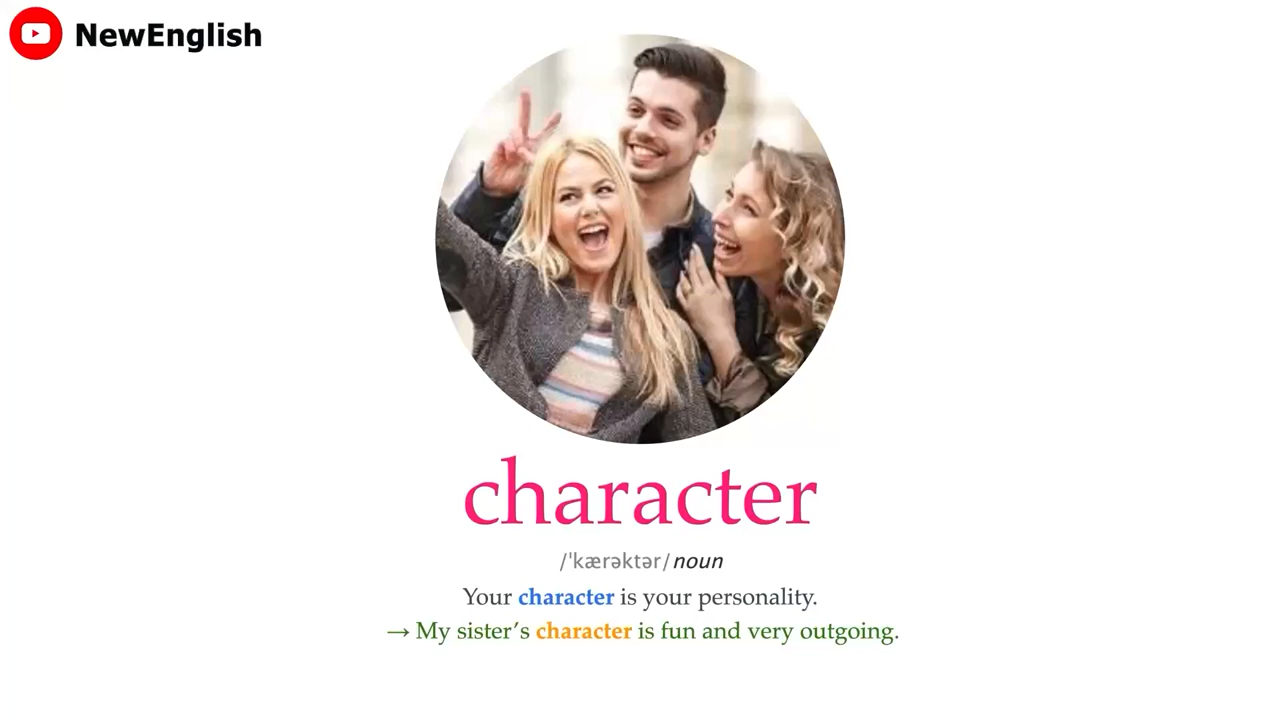 NewEnglish
character
/ˈkærəktər/noun
Your character is your personality.
→ My sister’s character is fun and very outgoing.